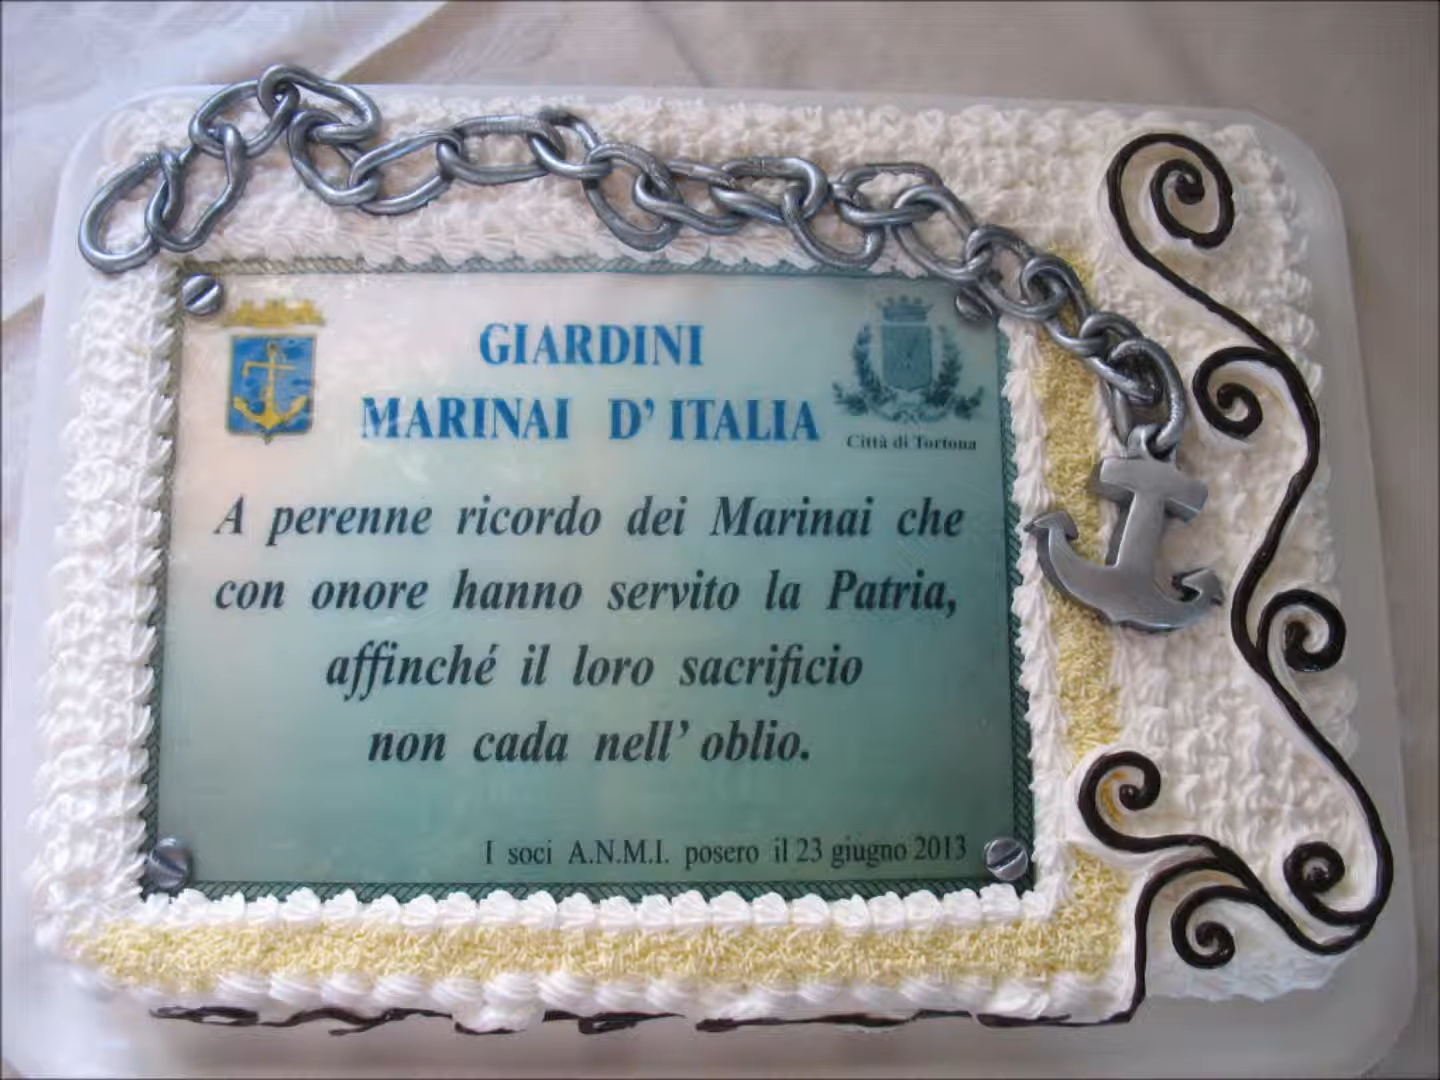 GIARDINI
MARINAI D' ITALIA
Città di Tortona
A perenne ricordo dei Marinai che
con onore hanno servito la Patria,
affinché il loro sacrificio
non cada nell' oblio.
I soci A.N.M.I. posero il 23 giugno 2013